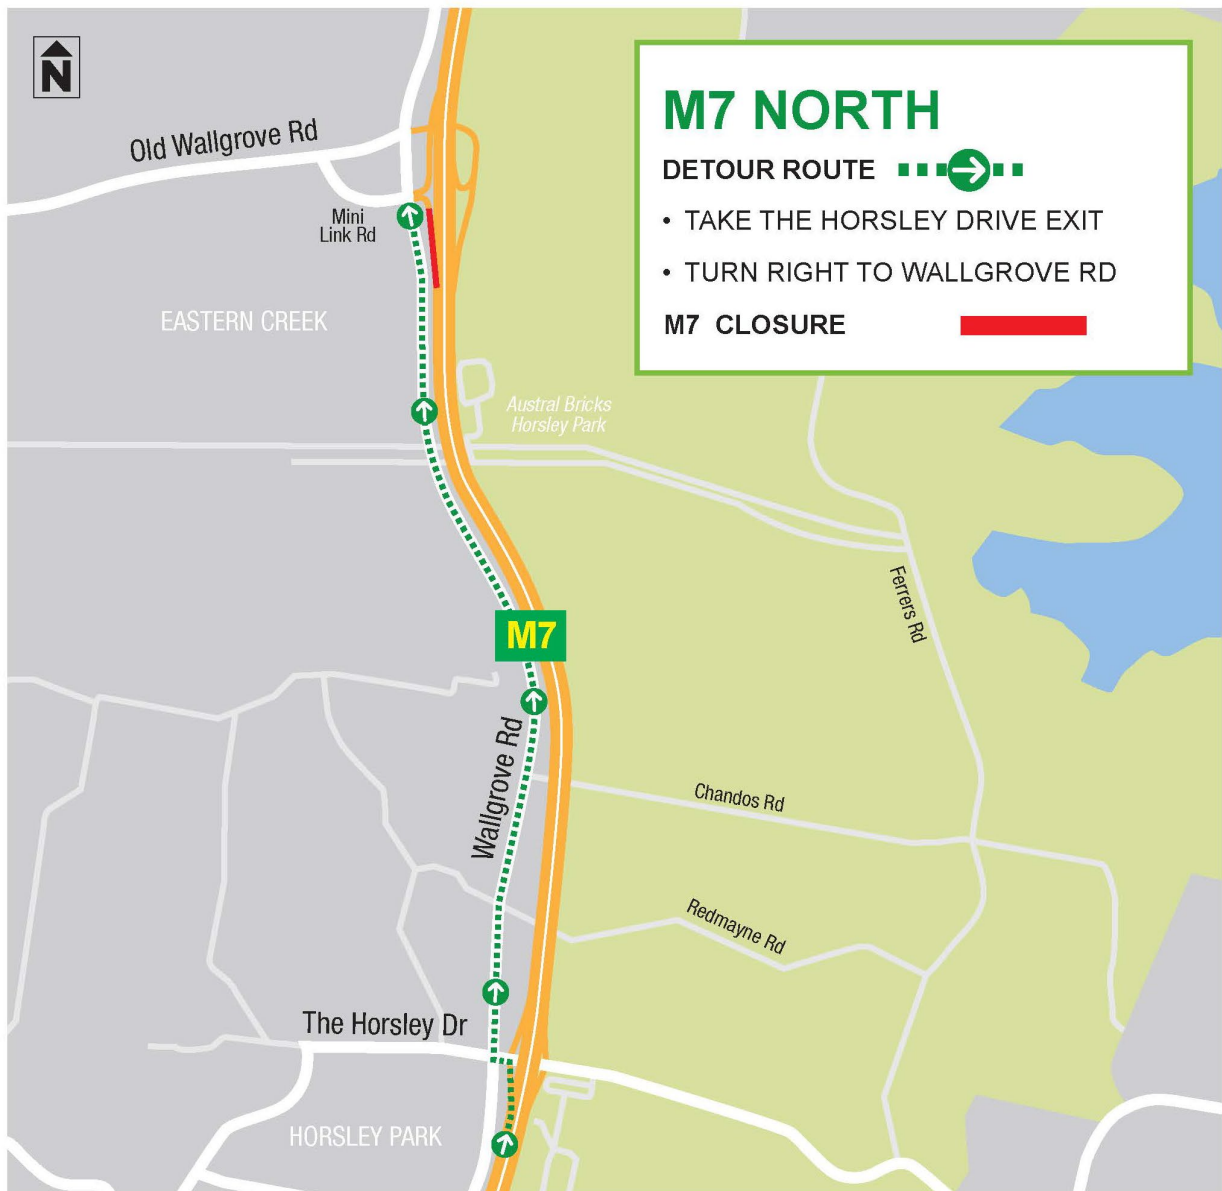 N
M7 NORTH
DETOUR ROUTE
• TAKE THE HORSLEY DRIVE EXIT
• TURN RIGHT TO WALLGROVE RD
M7 CLOSURE
Old Wallgrove Rd
Mini
Link Rd
EASTERN CREEK
Austral Bricks
Horsley Park
Ferrers Rd
M7
Wallgrove Rd
Chandos Rd
Redmayne Rd
The Horsley Dr
HORSLEY PARK